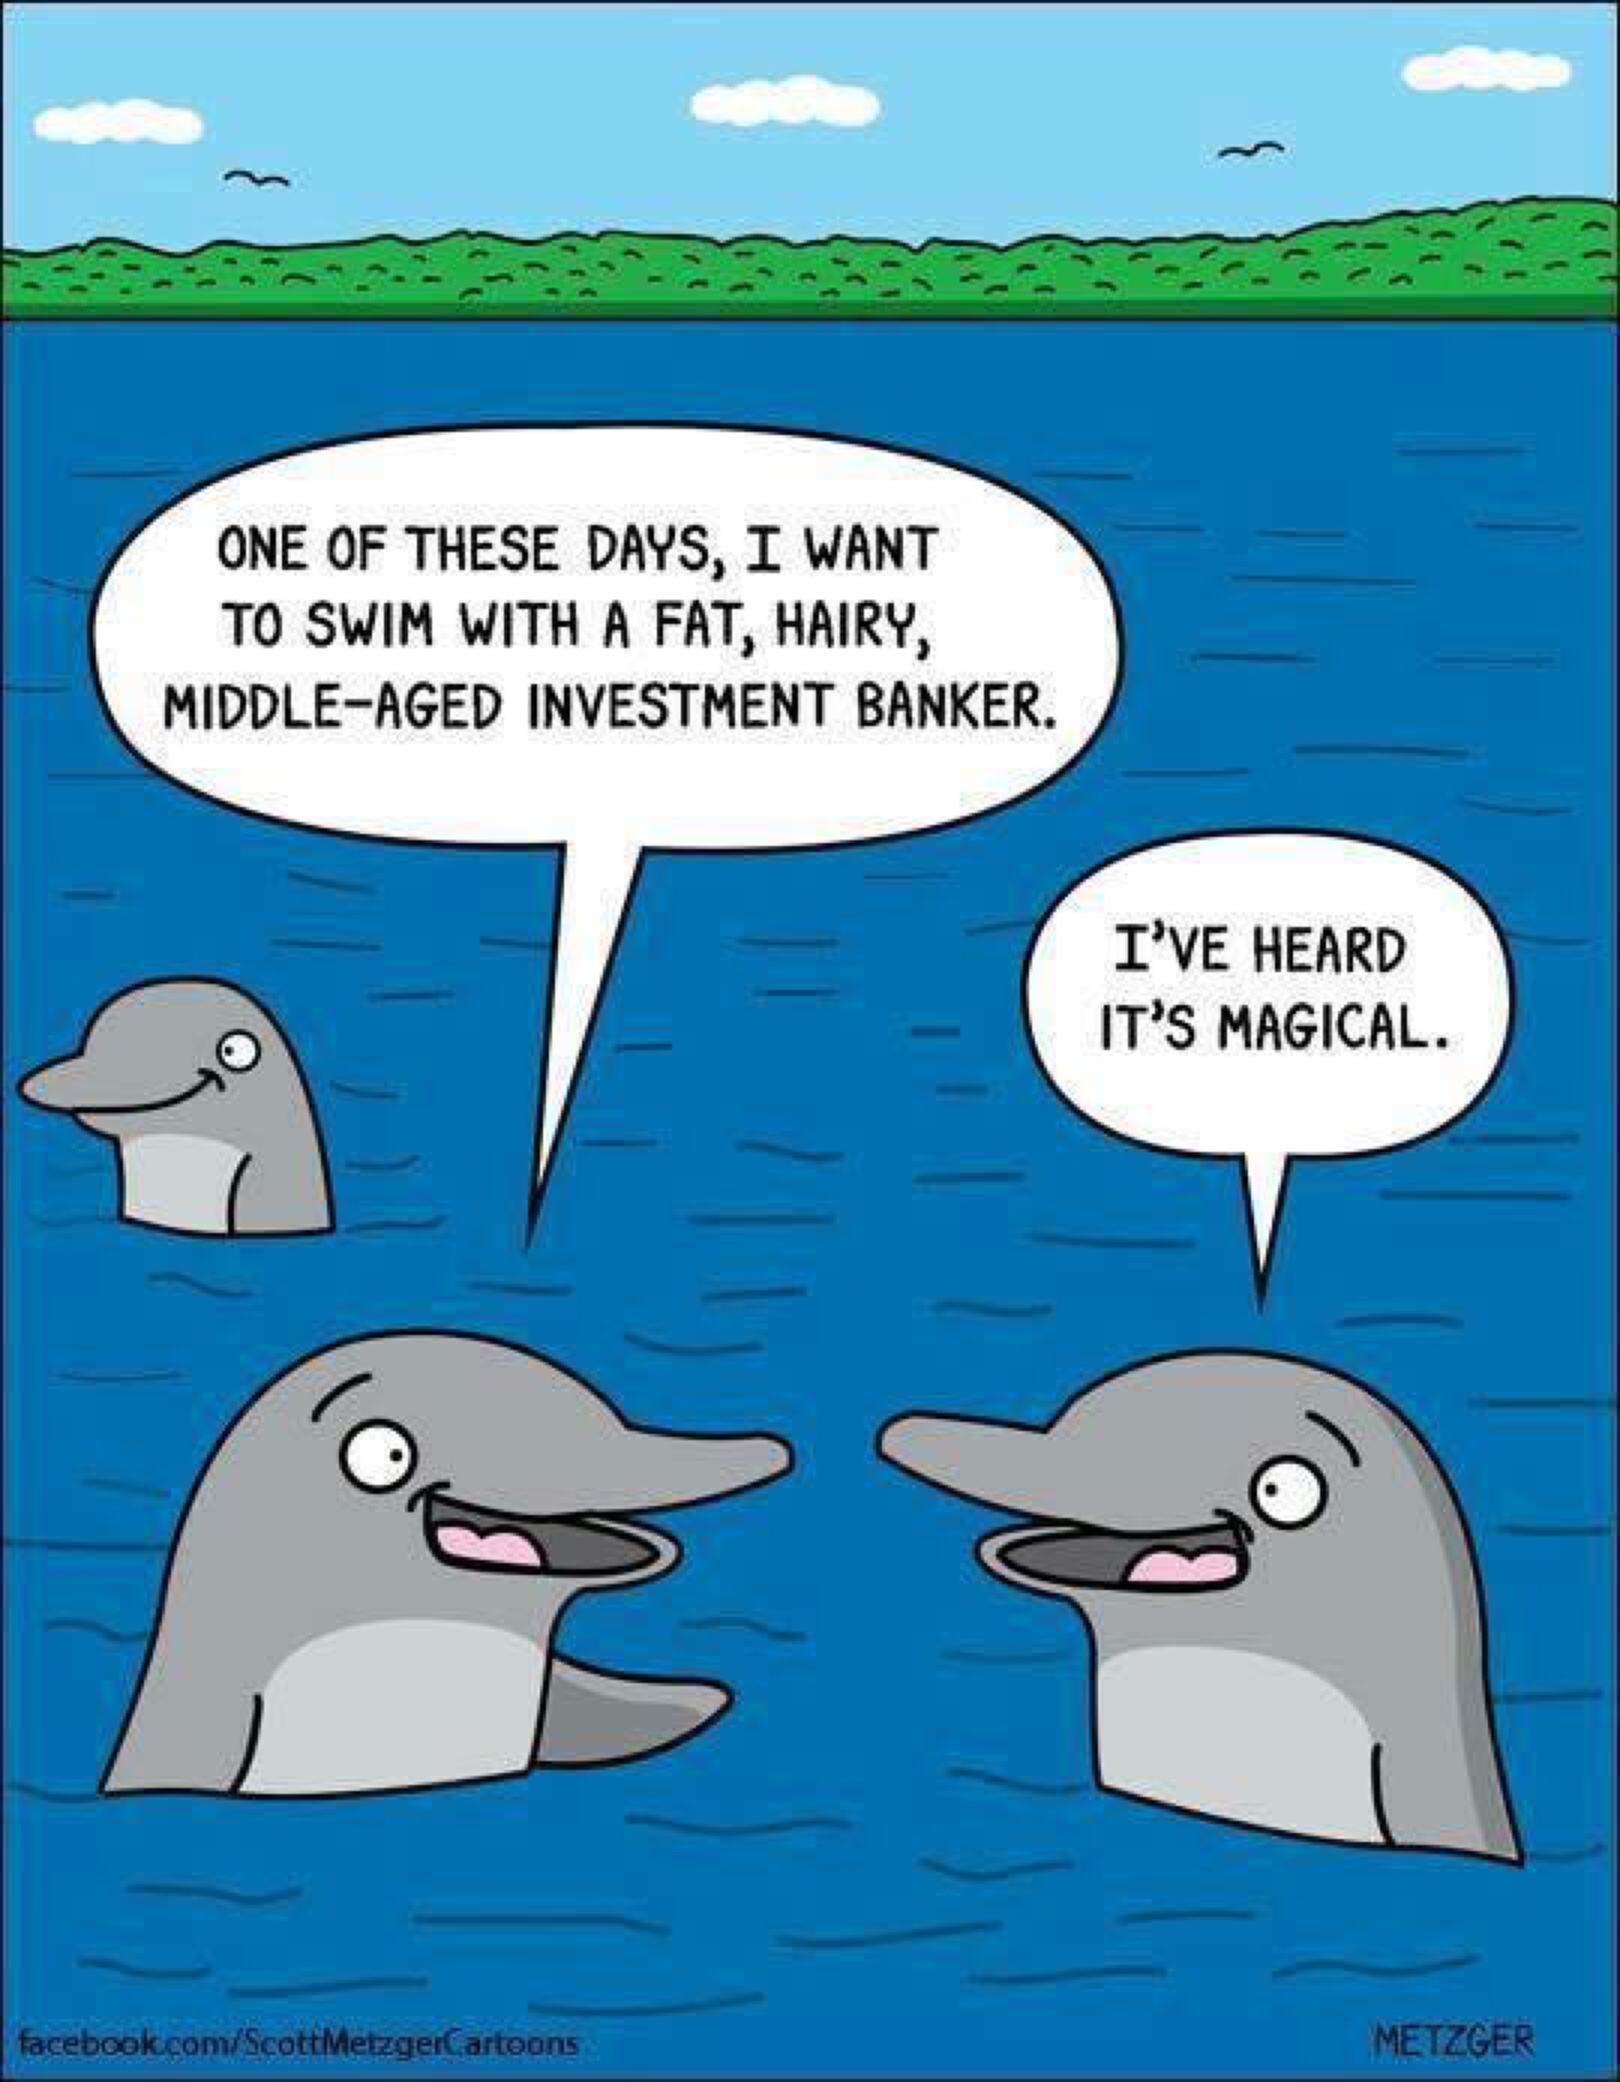 ONE OF THESE DAYS, I WANT
TO SWIM WITH A FAT, HAIRY,
MIDDLE-AGED INVESTMENT BANKER.
I'VE HEARD
IT'S MAGICAL.
facebook.com/ScottMetzgerCartoons
METZGER